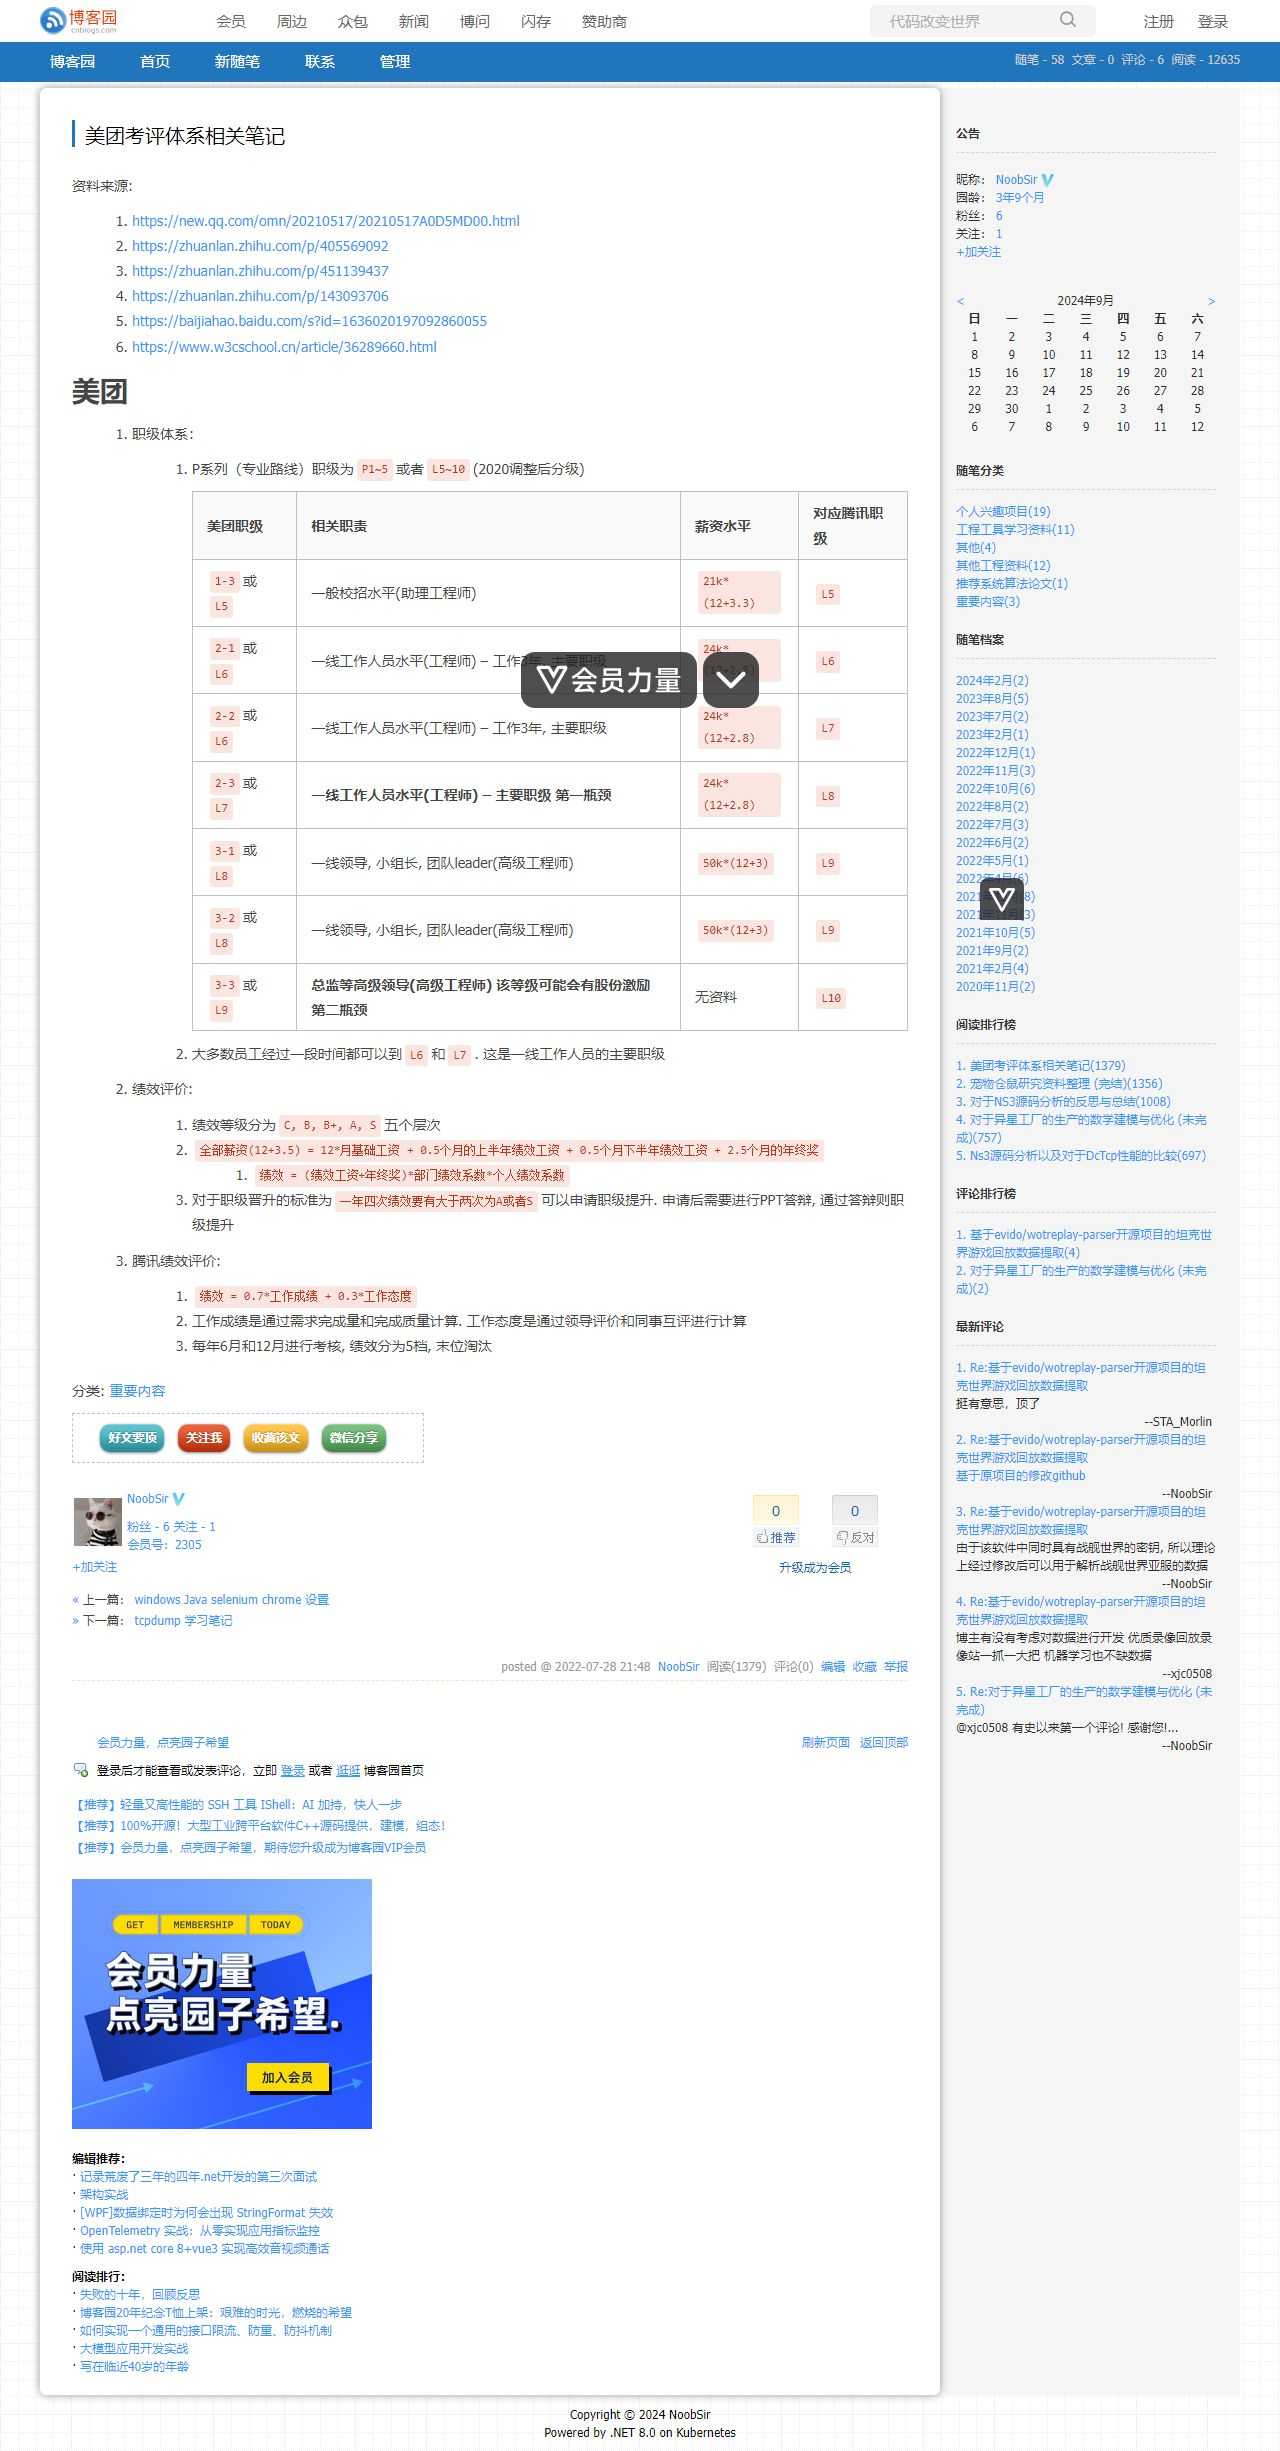 博客园
cnblogs.com
会员 周边 众包 新闻 博问 闪存 赞助商
代码改变世界
注册 登录
博客园 首页 新随笔 联系 管理
随笔 - 58 文章 - 0 评论 - 6 阅读 - 12635
美团考评体系相关笔记
资料来源:
1. https://new.qq.com/omn/20210517/20210517A0D5MD00.html
2. https://zhuanlan.zhihu.com/p/405569092
3. https://zhuanlan.zhihu.com/p/451139437
4. https://zhuanlan.zhihu.com/p/143093706
5. https://baijiahao.baidu.com/s?id=1636020197092860055
6. https://www.w3cschool.cn/article/36289660.html
美团
1. 职级体系：
1. P系列（专业路线）职级为 P1~5 或者 L5~10 (2020调整后分级)
美团职级 相关职责 薪资水平 对应腾讯职
级
1-3 或
L5
一般校招水平(助理工程师)
21k*
(12+3.3)
L5
2-1 或
L6
一线工作人员水平(工程师) – 工作3年, 主要职级
24k*
L6
2-2 或
L6
一线工作人员水平(工程师) – 工作3年, 主要职级
24k*
(12+2.8)
L7
2-3 或
L7
一线工作人员水平(工程师) – 主要职级 第一瓶颈
24k*
(12+2.8)
L8
3-1 或
L8
一线领导, 小组长, 团队leader(高级工程师)
50k*(12+3)
L9
3-2 或
L8
一线领导, 小组长, 团队leader(高级工程师)
50k*(12+3)
L9
3-3 或
L9
总监等高级领导(高级工程师) 该等级可能会有股份激励
第二瓶颈
无资料
L10
会员力量
2. 大多数员工经过一段时间都可以到 L6 和 L7 . 这是一线工作人员的主要职级
2. 绩效评价:
1. 绩效等级分为 C, B, B+, A, S 五个层次
2. 全部薪资(12+3.5) = 12*月基础工资 + 0.5个月的上半年绩效工资 + 0.5个月下半年绩效工资 + 2.5个月的年终奖
1. 绩效 = (绩效工资+年终奖)*部门绩效系数*个人绩效系数
3. 对于职级晋升的标准为 一年四次绩效要有大于两次为A或者S 可以申请职级提升. 申请后需要进行PPT答辩, 通过答辩则职
级提升
3. 腾讯绩效评价:
1. 绩效 = 0.7*工作成绩 + 0.3*工作态度
2. 工作成绩是通过需求完成量和完成质量计算. 工作态度是通过领导评价和同事互评进行计算
3. 每年6月和12月进行考核, 绩效分为5档, 末位淘汰
分类: 重要内容
好文要顶 关注我 收藏该文 微信分享
NoobSir
粉丝 - 6 关注 - 1
会员号：2305
+加关注
0
推荐
0
反对
升级成为会员
« 上一篇： windows Java selenium chrome 设置
» 下一篇： tcpdump 学习笔记
posted @ 2022-07-28 21:48 NoobSir 阅读(1379) 评论(0) 编辑 收藏 举报
会员力量，点亮园子希望
刷新页面 返回顶部
登录后才能查看或发表评论，立即 登录 或者 逛逛 博客园首页
【推荐】轻量又高性能的 SSH 工具 IShell：AI 加持，快人一步
【推荐】100%开源！大型工业跨平台软件C++源码提供，建模，组态！
【推荐】会员力量，点亮园子希望，期待您升级成为博客园VIP会员
GET MEMBERSHIP TODAY
会员力量
点亮园子希望.
加入会员
编辑推荐：
· 记录荒废了三年的四年.net开发的第三次面试
· 架构实战
· [WPF]数据绑定时为何会出现 StringFormat 失效
· OpenTelemetry 实战：从零实现应用指标监控
· 使用 asp.net core 8+vue3 实现高效音视频通话
阅读排行：
· 失败的十年，回顾反思
· 博客园20年纪念T恤上架：艰难的时光，燃烧的希望
· 如何实现一个通用的接口限流、防重、防抖机制
· 大模型应用开发实战
· 写在临近40岁的年龄
公告
昵称： NoobSir
园龄： 3年9个月
粉丝： 6
关注： 1
+加关注
< 2024年9月 >
日 一 二 三 四 五 六
1 2 3 4 5 6 7
8 9 10 11 12 13 14
15 16 17 18 19 20 21
22 23 24 25 26 27 28
29 30 1 2 3 4 5
6 7 8 9 10 11 12
随笔分类
个人兴趣项目(19)
工程工具学习资料(11)
其他(4)
其他工程资料(12)
推荐系统算法论文(1)
重要内容(3)
随笔档案
2024年2月(2)
2023年8月(5)
2023年7月(2)
2023年2月(1)
2022年12月(1)
2022年11月(3)
2022年10月(6)
2022年8月(2)
2022年7月(3)
2022年6月(2)
2022年5月(1)
2022年4月(6)
2021年 8)
2021年11月(3)
2021年10月(5)
2021年9月(2)
2021年2月(4)
2020年11月(2)
阅读排行榜
1. 美团考评体系相关笔记(1379)
2. 宠物仓鼠研究资料整理 (完结)(1356)
3. 对于NS3源码分析的反思与总结(1008)
4. 对于异星工厂的生产的数学建模与优化 (未完
成)(757)
5. Ns3源码分析以及对于DcTcp性能的比较(697)
评论排行榜
1. 基于evido/wotreplay-parser开源项目的坦克世
界游戏回放数据提取(4)
2. 对于异星工厂的生产的数学建模与优化 (未完
成)(2)
最新评论
1. Re:基于evido/wotreplay-parser开源项目的坦
克世界游戏回放数据提取
挺有意思，顶了
--STA_Morlin
2. Re:基于evido/wotreplay-parser开源项目的坦
克世界游戏回放数据提取
基于原项目的修改github
--NoobSir
3. Re:基于evido/wotreplay-parser开源项目的坦
克世界游戏回放数据提取
由于该软件中同时具有战舰世界的密钥, 所以理论
上经过修改后可以用于解析战舰世界亚服的数据
--NoobSir
4. Re:基于evido/wotreplay-parser开源项目的坦
克世界游戏回放数据提取
博主有没有考虑对数据进行开发 优质录像回放录
像站一抓一大把 机器学习也不缺数据
--xjc0508
5. Re:对于异星工厂的生产的数学建模与优化 (未
完成)
@xjc0508 有史以来第一个评论! 感谢您!...
--NoobSir
Copyright © 2024 NoobSir
Powered by .NET 8.0 on Kubernetes